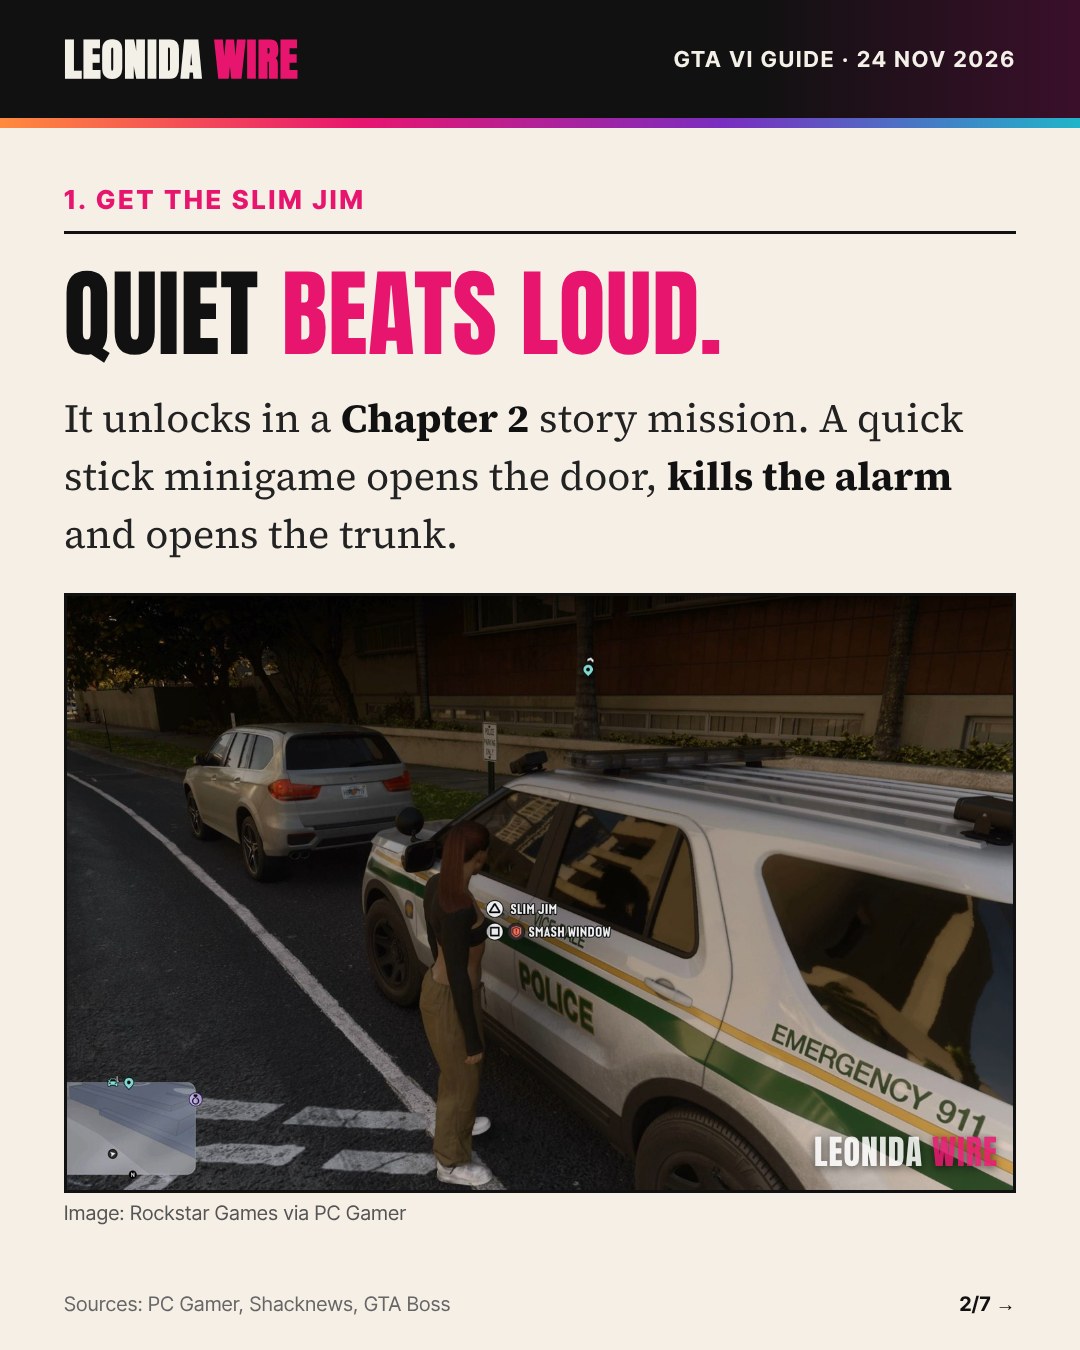 LEONIDA WIRE
GTA VI GUIDE · 24 NOV 2026
1. GET THE SLIM JIM
QUIET BEATS LOUD.
It unlocks in a Chapter 2 story mission. A quick
stick minigame opens the door, kills the alarm
and opens the trunk.
SLIM JIM
SMASH WINDOW
POLICE
EMERGENCY 911
LEONIDA WIRE
N
Image: Rockstar Games via PC Gamer
Sources: PC Gamer, Shacknews, GTA Boss
2/7 →